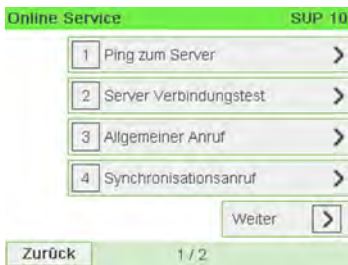 Online Service SUP 10
1 Ping zum Server
2 Server Verbindungstest
3 Allgemeiner Anruf
4 Synchronisationsanruf
Weiter
Zurück 1 / 2